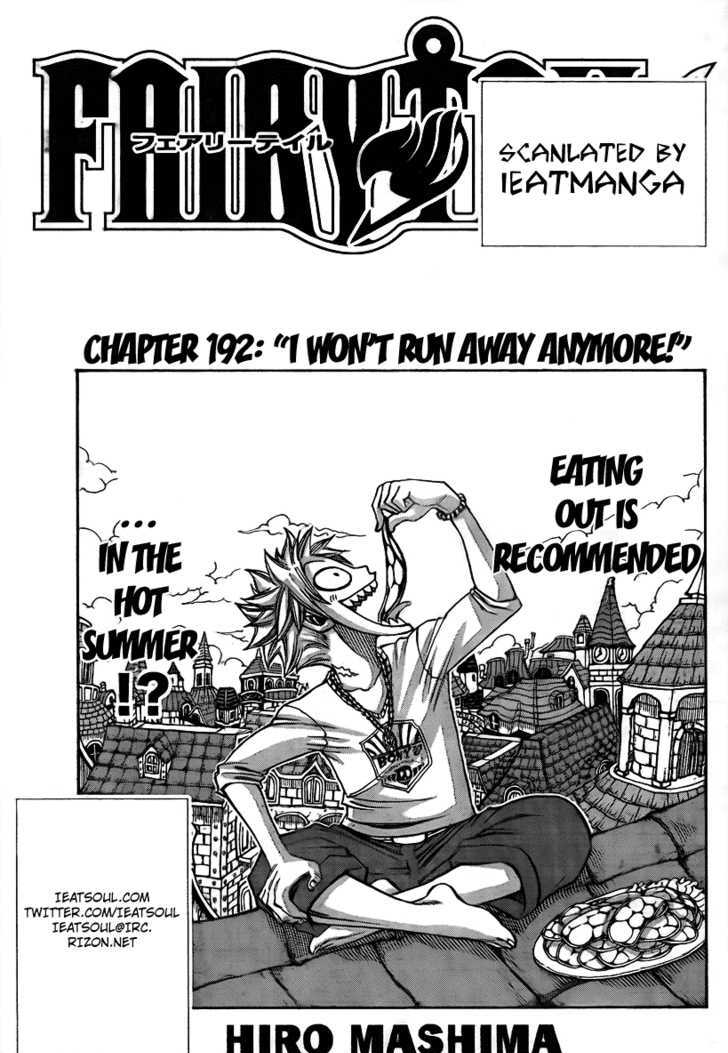 FAIRY
フェアリーテイル
SCANLATED BY
IEATMANGA
CHAPTER 192: "I WON'T RUN AWAY ANYMORE!"
EATING
OUT IS
RECOMMENDED
...
IN THE
HOT
SUMMER
!?
IEATSOUL.COM
TWITTER.COM/IEATSOUL
IEATSOUL@IRC.
RIZON.NET
HIRO MASHIMA